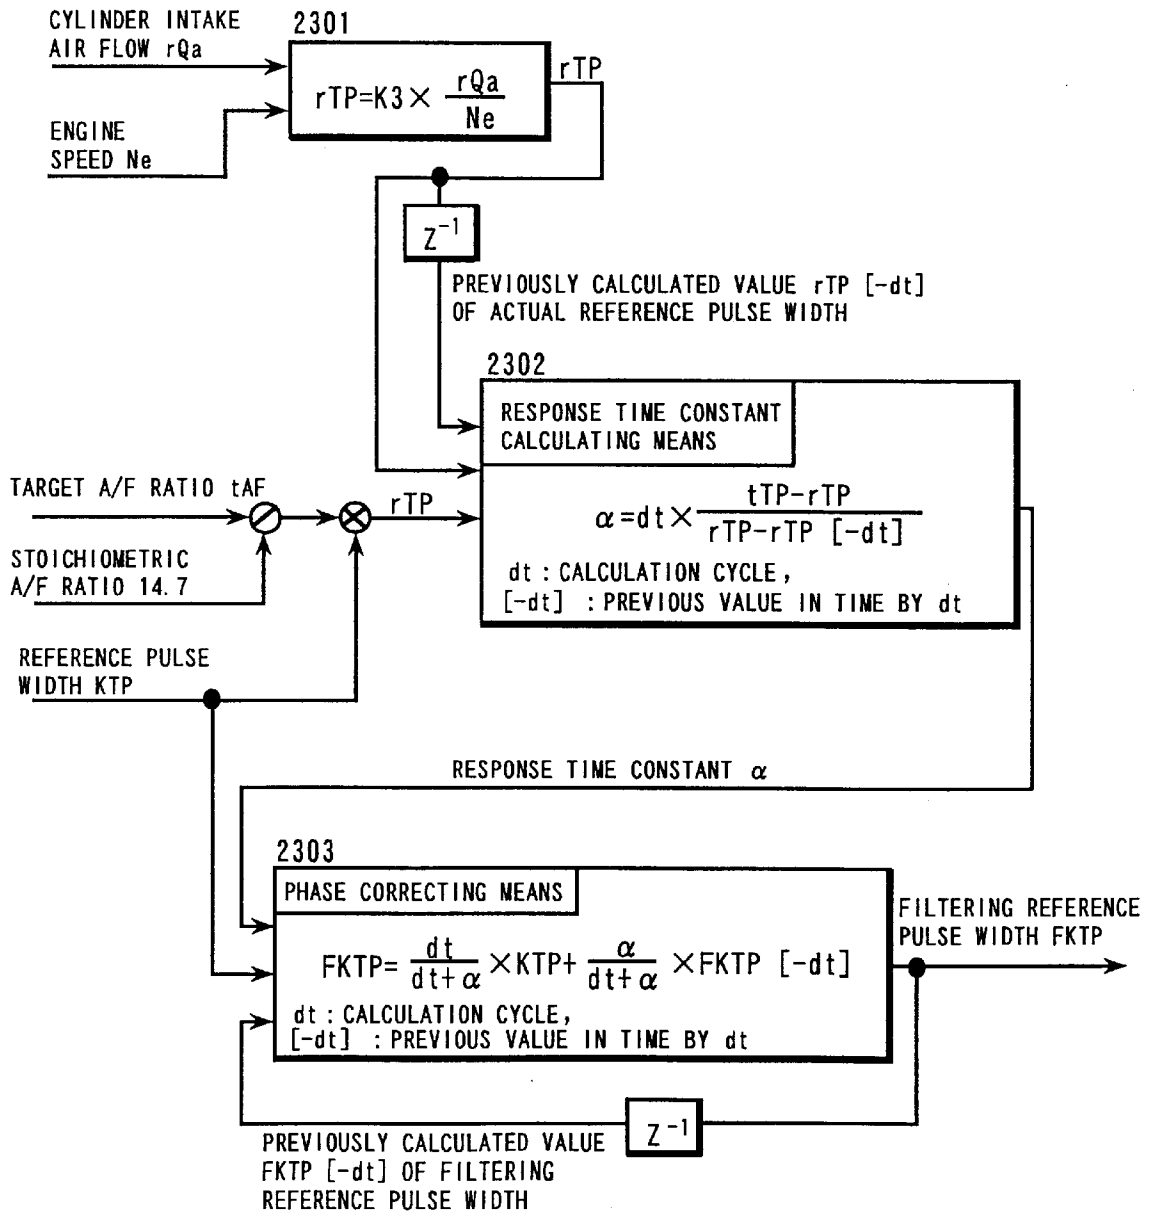 CYLINDER INTAKE
AIR FLOW rQa
2301
rTP=K3× rQa/Ne
rTP
ENGINE
SPEED Ne
Z⁻¹
PREVIOUSLY CALCULATED VALUE rTP [-dt]
OF ACTUAL REFERENCE PULSE WIDTH
2302
RESPONSE TIME CONSTANT
CALCULATING MEANS
α=dt× tTP-rTP/rTP-rTP [-dt]
dt : CALCULATION CYCLE,
[-dt] : PREVIOUS VALUE IN TIME BY dt
TARGET A/F RATIO tAF
rTP
STOICHIOMETRIC
A/F RATIO 14.7
REFERENCE PULSE
WIDTH KTP
RESPONSE TIME CONSTANT α
2303
PHASE CORRECTING MEANS
FKTP= dt/dt+α ×KTP+ α/dt+α ×FKTP [-dt]
dt : CALCULATION CYCLE,
[-dt] : PREVIOUS VALUE IN TIME BY dt
FILTERING REFERENCE
PULSE WIDTH FKTP
Z⁻¹
PREVIOUSLY CALCULATED VALUE
FKTP [-dt] OF FILTERING
REFERENCE PULSE WIDTH